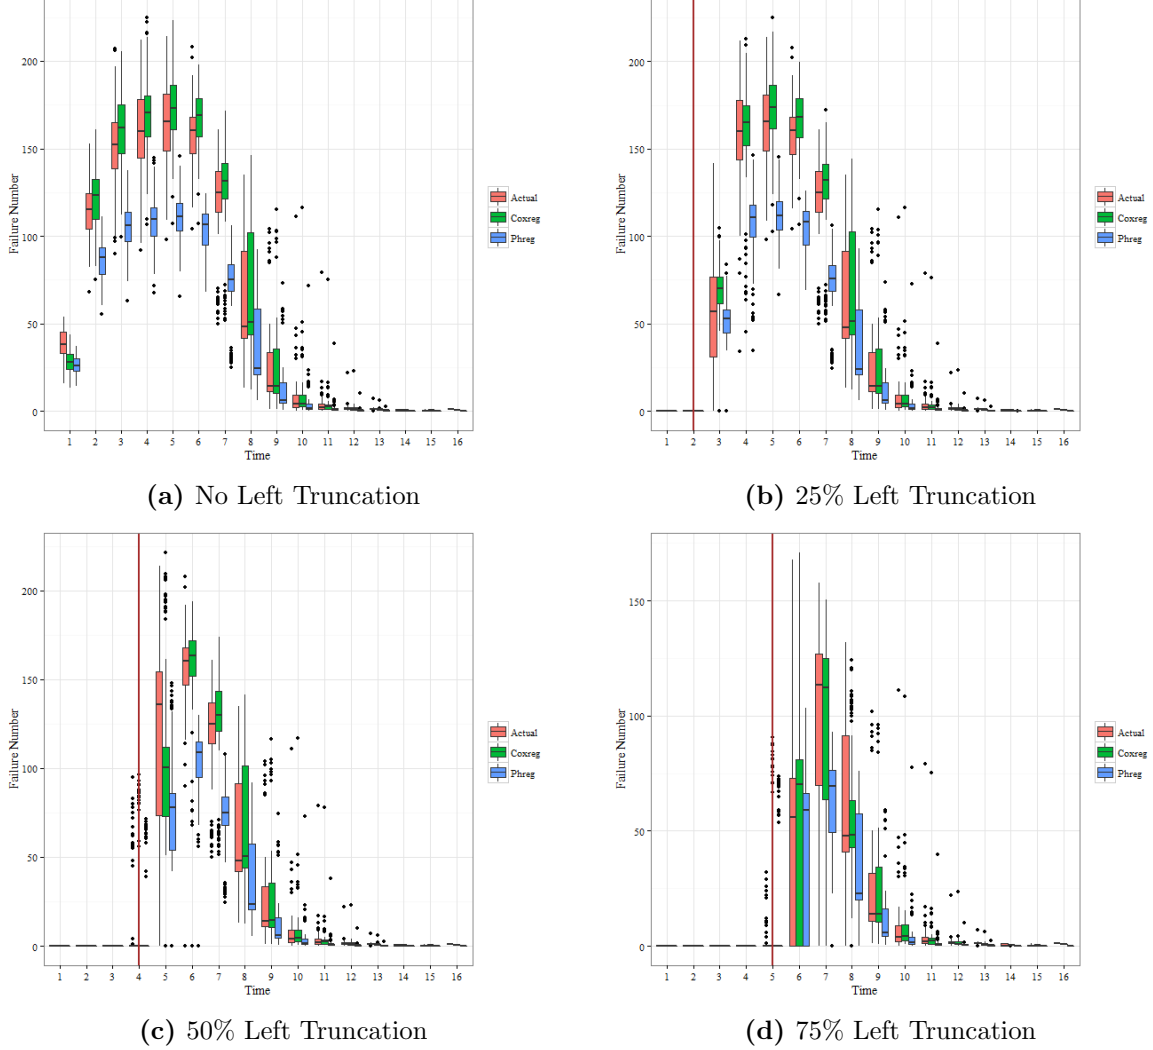 Failure Number
200
150
100
50
0
1 2 3 4 5 6 7 8 9 10 11 12 13 14 15 16
Time
Actual
Coxreg
Phreg
(a) No Left Truncation
Failure Number
200
150
100
50
0
1 2 3 4 5 6 7 8 9 10 11 12 13 14 15 16
Time
Actual
Coxreg
Phreg
(b) 25% Left Truncation
Failure Number
200
150
100
50
0
1 2 3 4 5 6 7 8 9 10 11 12 13 14 15 16
Time
Actual
Coxreg
Phreg
(c) 50% Left Truncation
Failure Number
150
100
50
0
1 2 3 4 5 6 7 8 9 10 11 12 13 14 15 16
Time
Actual
Coxreg
Phreg
(d) 75% Left Truncation